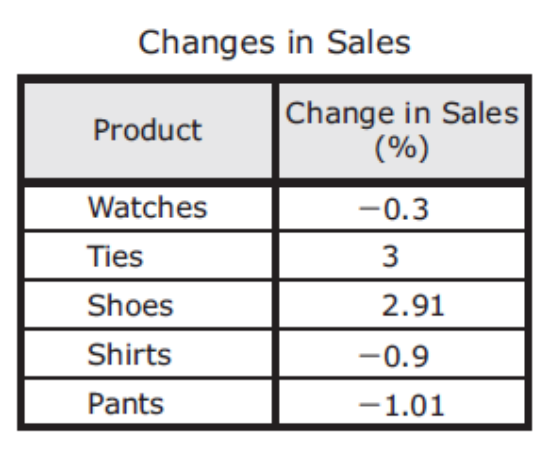 Changes in Sales
Product Change in Sales
(%)
Watches −0.3
Ties 3
Shoes 2.91
Shirts −0.9
Pants −1.01